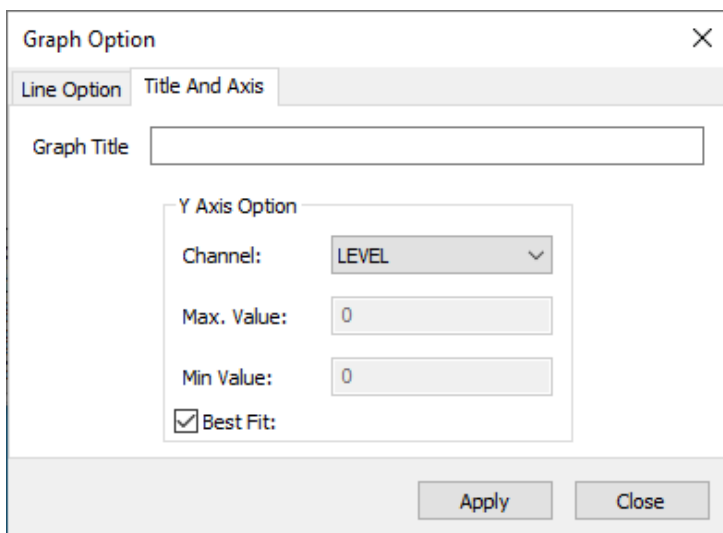 Graph Option
Line Option Title And Axis
Graph Title
Y Axis Option
Channel: LEVEL
Max. Value: 0
Min Value: 0
Best Fit:
Apply Close